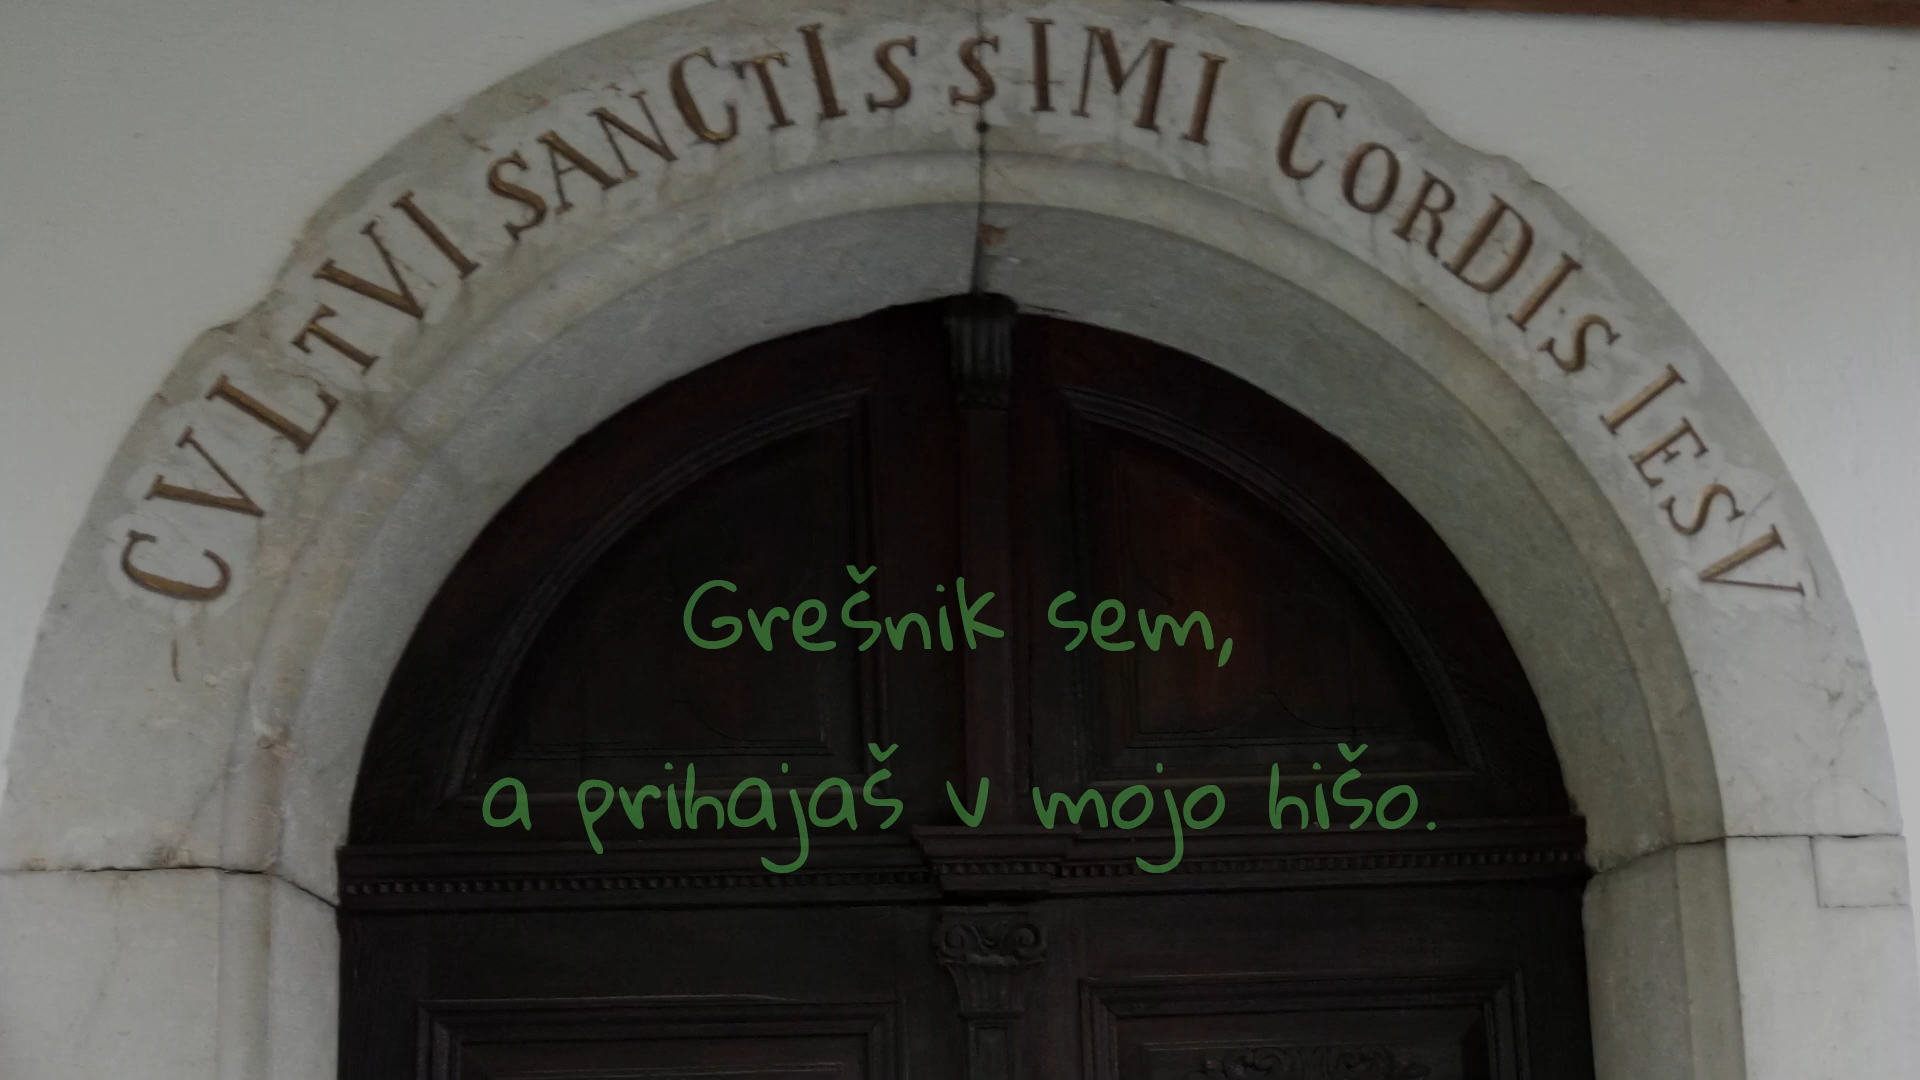 CVLTVI SANCTIssIMI CORDIS IESV
Grešnik sem,
a prihajaš v mojo hišo.